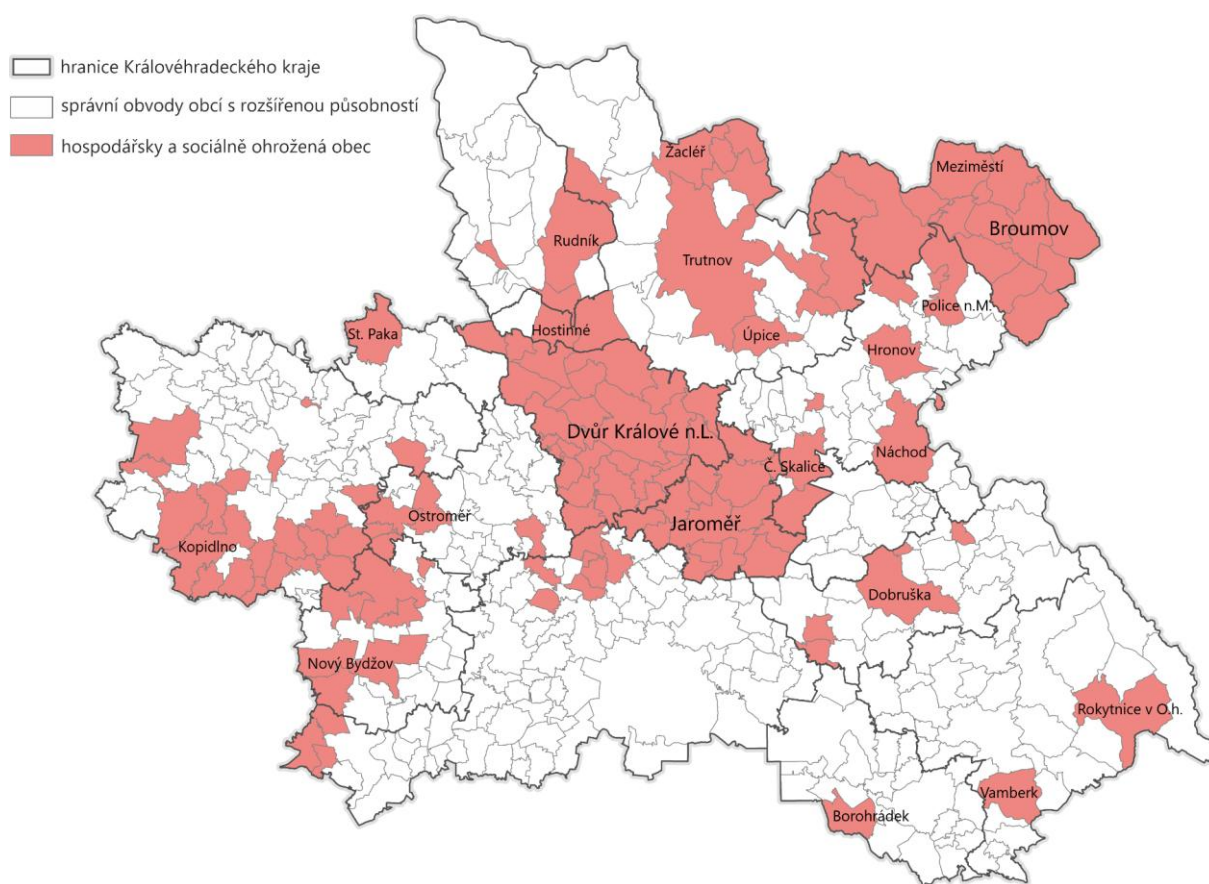 hranice Královéhradeckého kraje
správní obvody obcí s rozšířenou působností
hospodářsky a sociálně ohrožená obec
Žacléř
Meziměstí
Broumov
Rudník
Trutnov
Police n.M.
Hostinné
St. Paka
Úpice
Hronov
Dvůr Králové n.L.
Náchod
Č. Skalice
Ostroměř
Jaroměř
Kopidlno
Dobruška
Nový Bydžov
Rokytnice v O.h.
Vamberk
Borohrádek